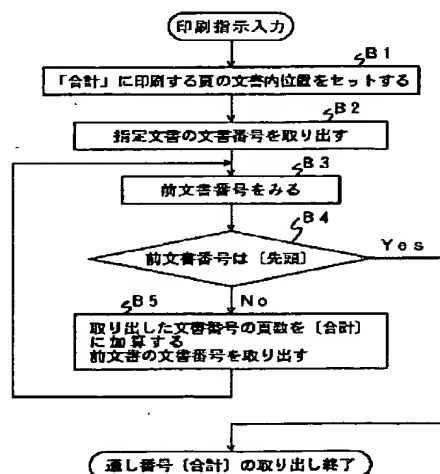 印刷指示入力
B1
「合計」に印刷する頁の文書内位置をセットする
B2
指定文書の文書番号を取り出す
B3
前文書番号をみる
B4
前文書番号は〔先頭〕
Yes
No
B5
取り出した文書番号の頁数を〔合計〕
に加算する
前文書の文書番号を取り出す
通し番号〔合計〕の取り出し終了